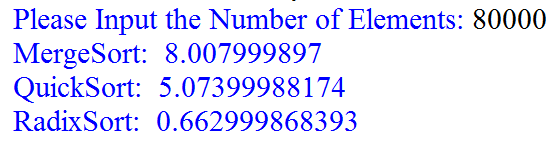 Please Input the Number of Elements: 80000
MergeSort:  8.007999897
QuickSort:  5.07399988174
RadixSort:  0.662999868393